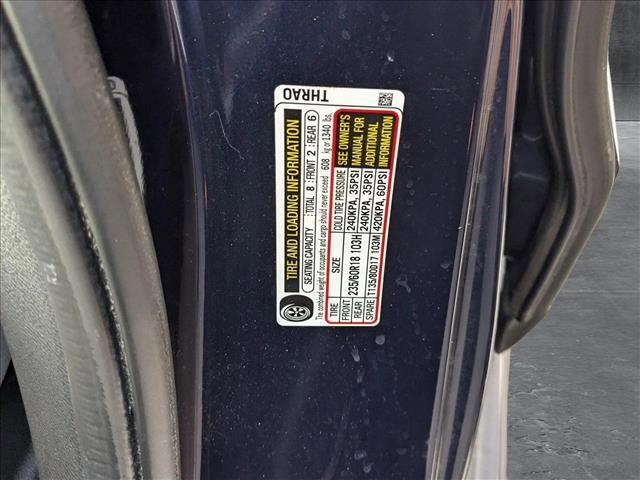 THRA0
TIRE AND LOADING INFORMATION
SEATING CAPACITY TOTAL 8 FRONT 2 REAR 6
The combined weight of occupants and cargo should never exceed 608 kg or 1340 lbs.
TIRE SIZE COLD TIRE PRESSURE
FRONT 235/60R18 103H 240KPA, 35PSI
REAR 240KPA, 35PSI
SPARE T135/80D17 103M 420KPA, 60PSI
SEE OWNER'S
MANUAL FOR
ADDITIONAL
INFORMATION